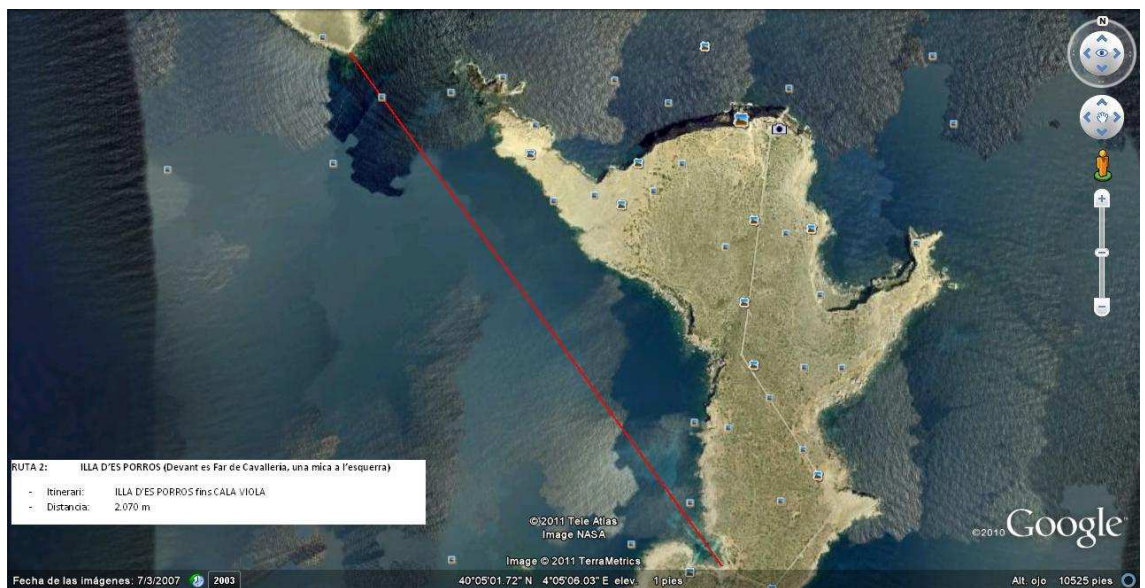 N
RUTA 2: ILLA D'ES PORROS (Devant es Far de Cavalleria, una mica a l'esquerra)
- Itinerari: ILLA D'ES PORROS fins CALA VIOLA
- Distancia: 2.070 m
©2011 Tele Atlas
Image NASA
Image © 2011 TerraMetrics
©2010 Google
Fecha de las imágenes: 7/3/2007 2003 40°05'01.72" N 4°05'06.03" E elev. 1 pies Alt. ojo 10525 pies